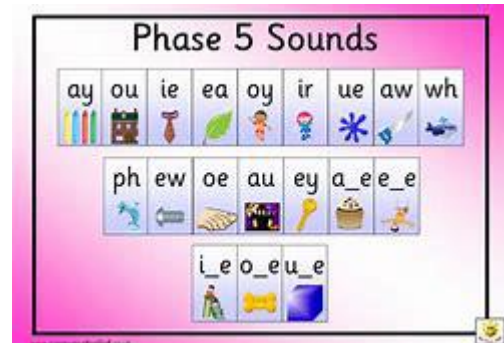 Phase 5 Sounds
ay ou ie ea oy ir ue aw wh
ph ew oe au ey a_e e_e
i_e o_e u_e